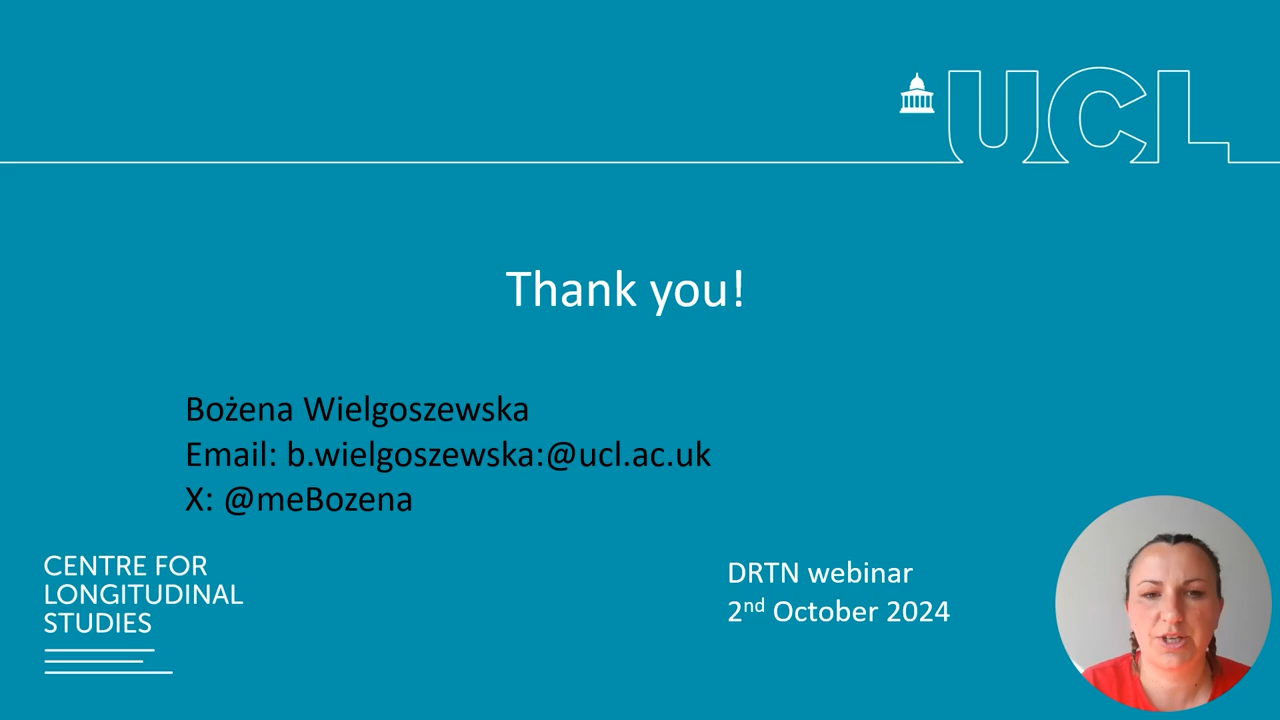 UCL
Thank you!
Bożena Wielgoszewska
Email: b.wielgoszewska:@ucl.ac.uk
X: @meBozena
CENTRE FOR
LONGITUDINAL
STUDIES
DRTN webinar
2nd October 2024